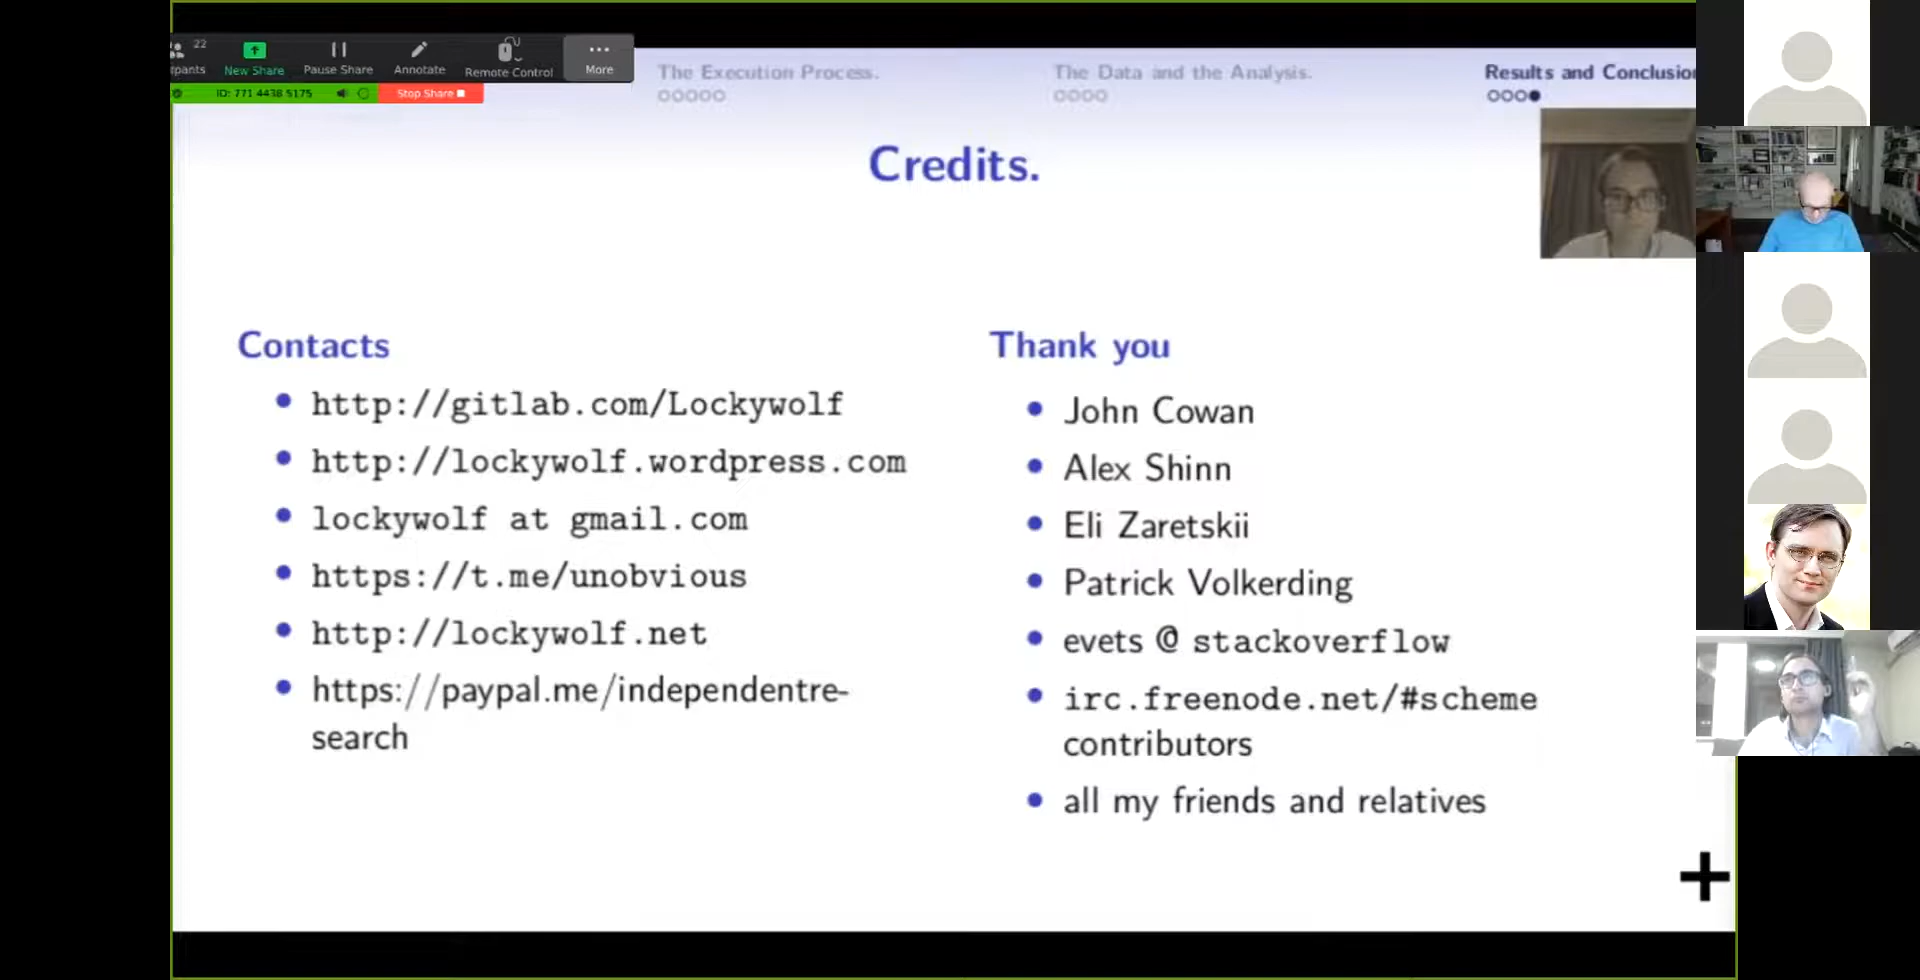 22
pants New Share Pause Share Annotate Remote Control More
ID: 771 4438 5175 Stop Share
The Execution Process. The Data and the Analysis. Results and Conclusio
Credits.
Contacts
http://gitlab.com/Lockywolf
http://lockywolf.wordpress.com
lockywolf at gmail.com
https://t.me/unobvious
http://lockywolf.net
https://paypal.me/independentre-
search
Thank you
John Cowan
Alex Shinn
Eli Zaretskii
Patrick Volkerding
evets @ stackoverflow
irc.freenode.net/#scheme
contributors
all my friends and relatives